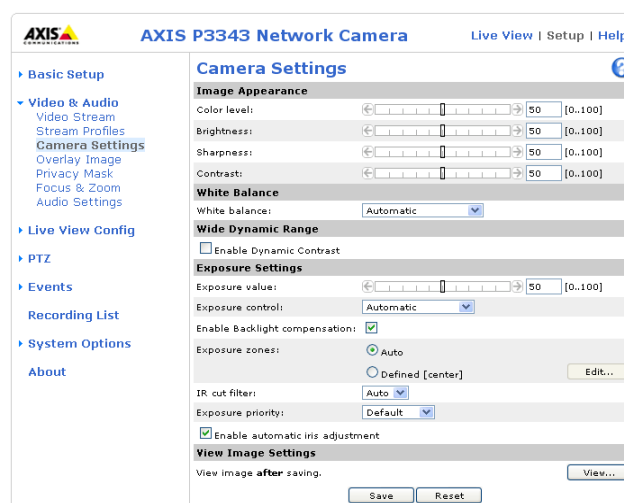 AXIS
COMMUNICATIONS
AXIS P3343 Network Camera
Live View | Setup | Help
Basic Setup
Video & Audio
Video Stream
Stream Profiles
Camera Settings
Overlay Image
Privacy Mask
Focus & Zoom
Audio Settings
Live View Config
PTZ
Events
Recording List
System Options
About
Camera Settings
Image Appearance
Color level: 50 [0..100]
Brightness: 50 [0..100]
Sharpness: 50 [0..100]
Contrast: 50 [0..100]
White Balance
White balance: Automatic
Wide Dynamic Range
Enable Dynamic Contrast
Exposure Settings
Exposure value: 50 [0..100]
Exposure control: Automatic
Enable Backlight compensation:
Exposure zones: Auto
Defined [center] Edit...
IR cut filter: Auto
Exposure priority: Default
Enable automatic iris adjustment
View Image Settings
View image after saving. View...
Save Reset